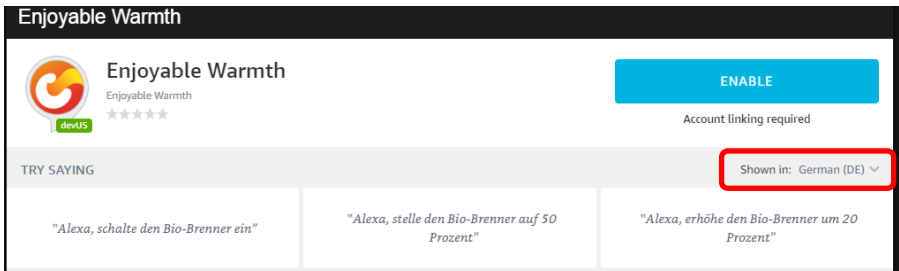 Enjoyable Warmth
Enjoyable Warmth
Enjoyable Warmth
devUS
ENABLE
Account linking required
TRY SAYING
Shown in: German (DE)
"Alexa, schalte den Bio-Brenner ein"
"Alexa, stelle den Bio-Brenner auf 50
Prozent"
"Alexa, erhöhe den Bio-Brenner um 20
Prozent"